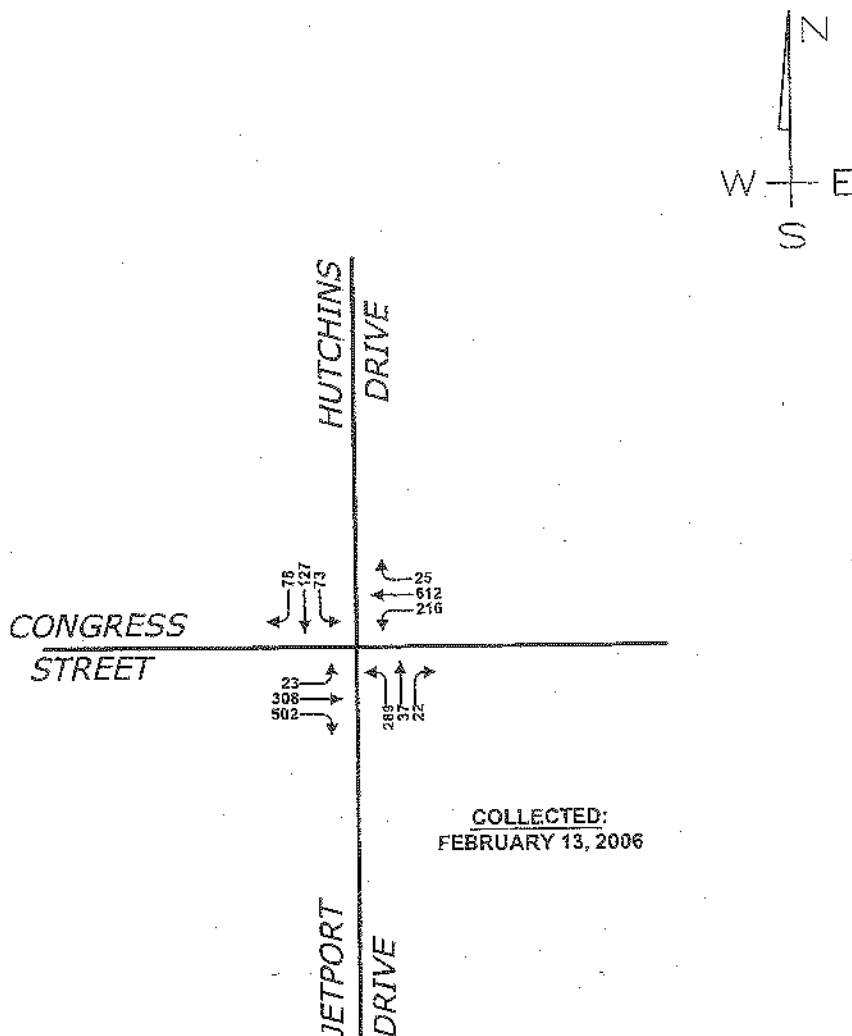 N
W E
S
HUTCHINS
DRIVE
78
127
73
25
612
216
CONGRESS
STREET
23
308
502
289
37
22
COLLECTED:
FEBRUARY 13, 2006
JETPORT
DRIVE